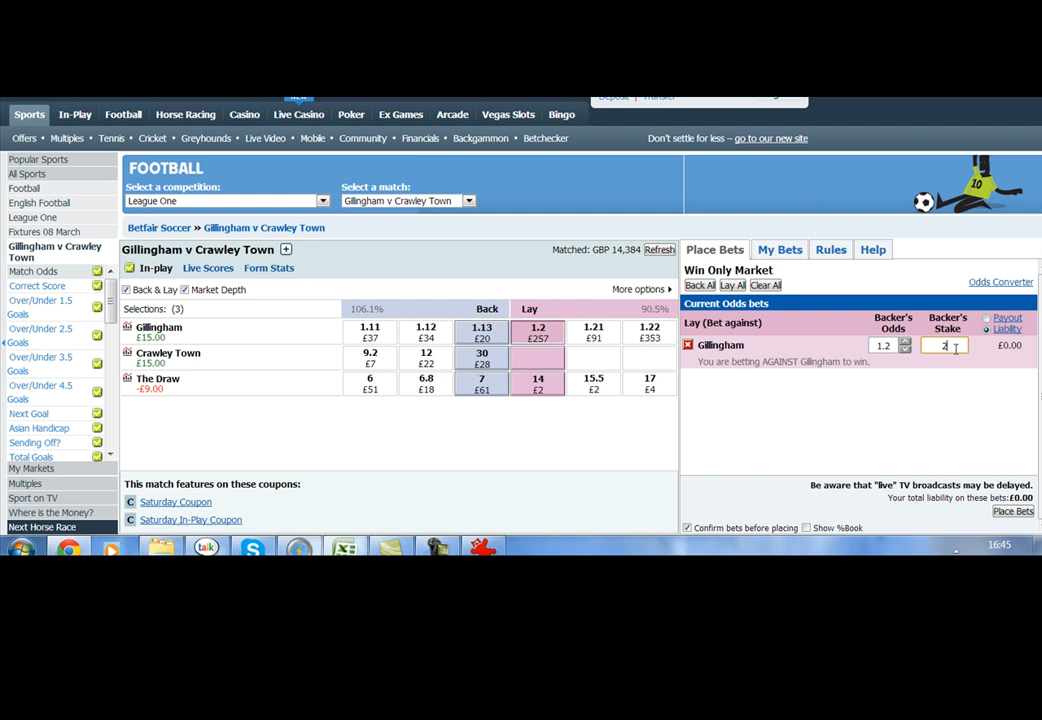 NEW
Sports In-Play Football Horse Racing Casino Live Casino Poker Ex Games Arcade Vegas Slots Bingo
Offers • Multiples • Tennis • Cricket • Greyhounds • Live Video • Mobile • Community • Financials • Backgammon • Betchecker Don't settle for less – go to our new site
Popular Sports
All Sports
Football
English Football
League One
Fixtures 08 March
Gillingham v Crawley
Town
Match Odds
Correct Score
Over/Under 1.5
Goals
Over/Under 2.5
Goals
Over/Under 3.5
Goals
Over/Under 4.5
Goals
Next Goal
Asian Handicap
Sending Off?
Total Goals
My Markets
Multiples
Sport on TV
Where is the Money?
Next Horse Race
FOOTBALL
Select a competition: Select a match:
League One Gillingham v Crawley Town
10
Betfair Soccer » Gillingham v Crawley Town
Gillingham v Crawley Town + Matched: GBP 14,384 Refresh
In-play Live Scores Form Stats
Back & Lay Market Depth More options
Selections: (3) 106.1% Back Lay 90.5%
Gillingham 1.11 1.12 1.13 1.2 1.21 1.22
£15.00 £37 £34 £20 £257 £91 £353
Crawley Town 9.2 12 30
£15.00 £7 £22 £28
The Draw 6 6.8 7 14 15.5 17
-£9.00 £51 £18 £61 £2 £2 £4
This match features on these coupons:
C Saturday Coupon
C Saturday In-Play Coupon
Place Bets My Bets Rules Help
Win Only Market
Back All Lay All Clear All Odds Converter
Current Odds bets
Lay (Bet against) Backer's Odds Backer's Stake Payout Liability
Gillingham 1.2 2 £0.00
You are betting AGAINST Gillingham to win.
Be aware that "live" TV broadcasts may be delayed.
Your total liability on these bets:£0.00
Place Bets
Confirm bets before placing Show %Book
talk
16:45